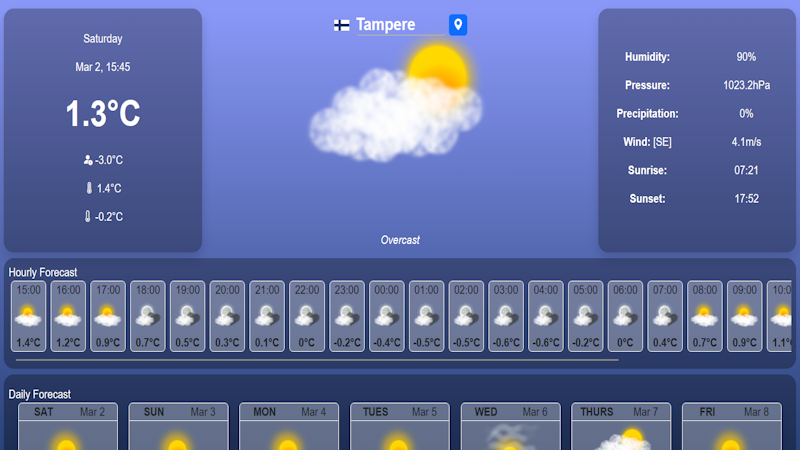 Saturday
Mar 2, 15:45
1.3°C
-3.0°C
1.4°C
-0.2°C
Tampere
Overcast
Humidity: 90%
Pressure: 1023.2hPa
Precipitation: 0%
Wind: [SE] 4.1m/s
Sunrise: 07:21
Sunset: 17:52
Hourly Forecast
15:00 16:00 17:00 18:00 19:00 20:00 21:00 22:00 23:00 00:00 01:00 02:00 03:00 04:00 05:00 06:00 07:00 08:00 09:00 10:0
1.4°C 1.2°C 0.9°C 0.7°C 0.5°C 0.3°C 0.1°C 0°C -0.2°C -0.4°C -0.5°C -0.5°C -0.6°C -0.6°C -0.2°C 0°C 0.4°C 0.7°C 0.9°C 1.1°
Daily Forecast
SAT Mar 2 SUN Mar 3 MON Mar 4 TUES Mar 5 WED Mar 6 THURS Mar 7 FRI Mar 8